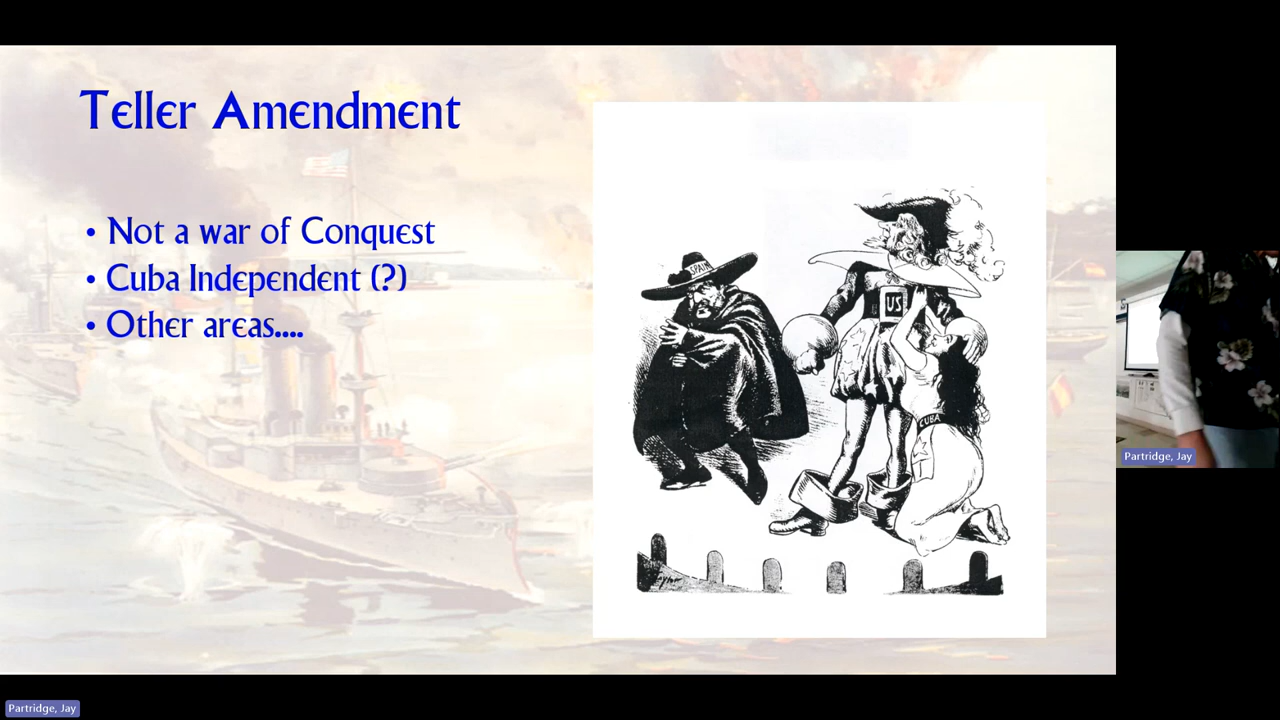 Teller Amendment
• Not a war of Conquest
• Cuba Independent (?)
• Other areas....
SPAIN
US
CUBA
Partridge, Jay
Partridge, Jay